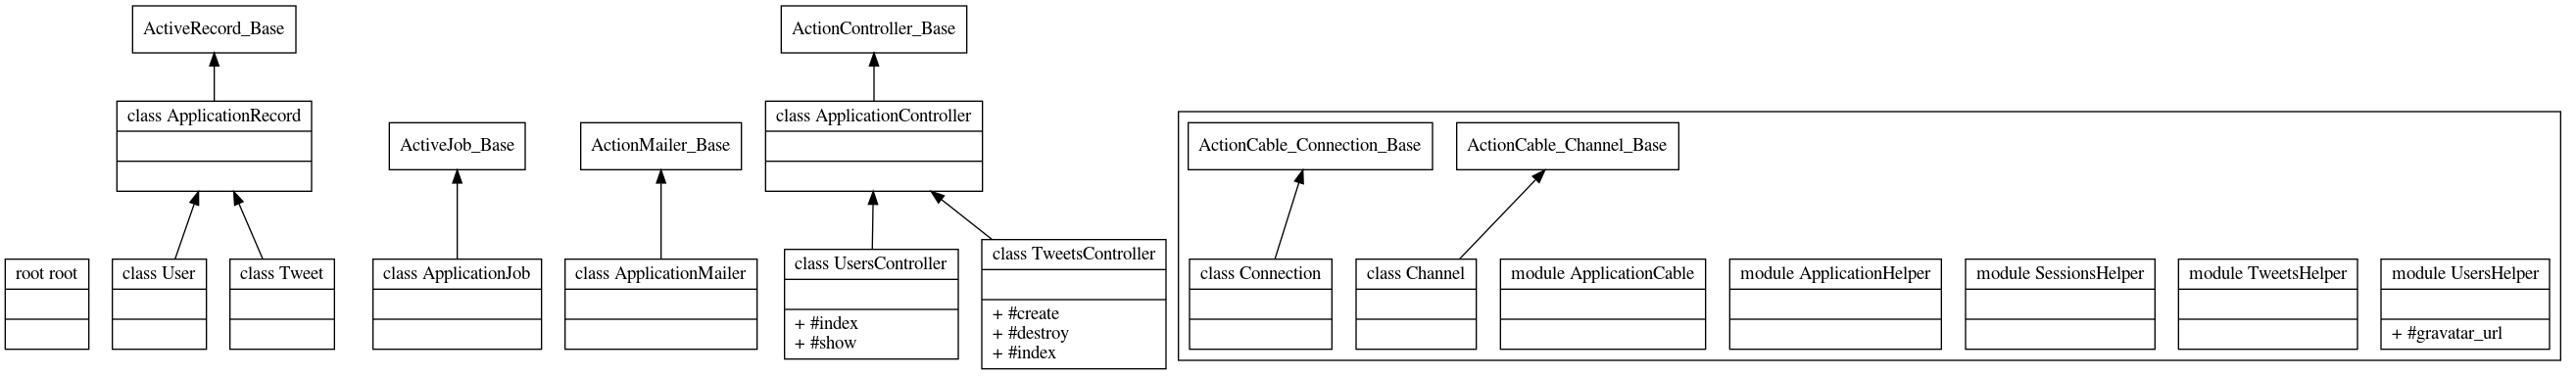 ActiveRecord_Base
ActionController_Base
class ApplicationRecord
ActiveJob_Base
ActionMailer_Base
class ApplicationController
ActionCable_Connection_Base
ActionCable_Channel_Base
root root
class User
class Tweet
class ApplicationJob
class ApplicationMailer
class UsersController
+ #index
+ #show
class TweetsController
+ #create
+ #destroy
+ #index
class Connection
class Channel
module ApplicationCable
module ApplicationHelper
module SessionsHelper
module TweetsHelper
module UsersHelper
+ #gravatar_url